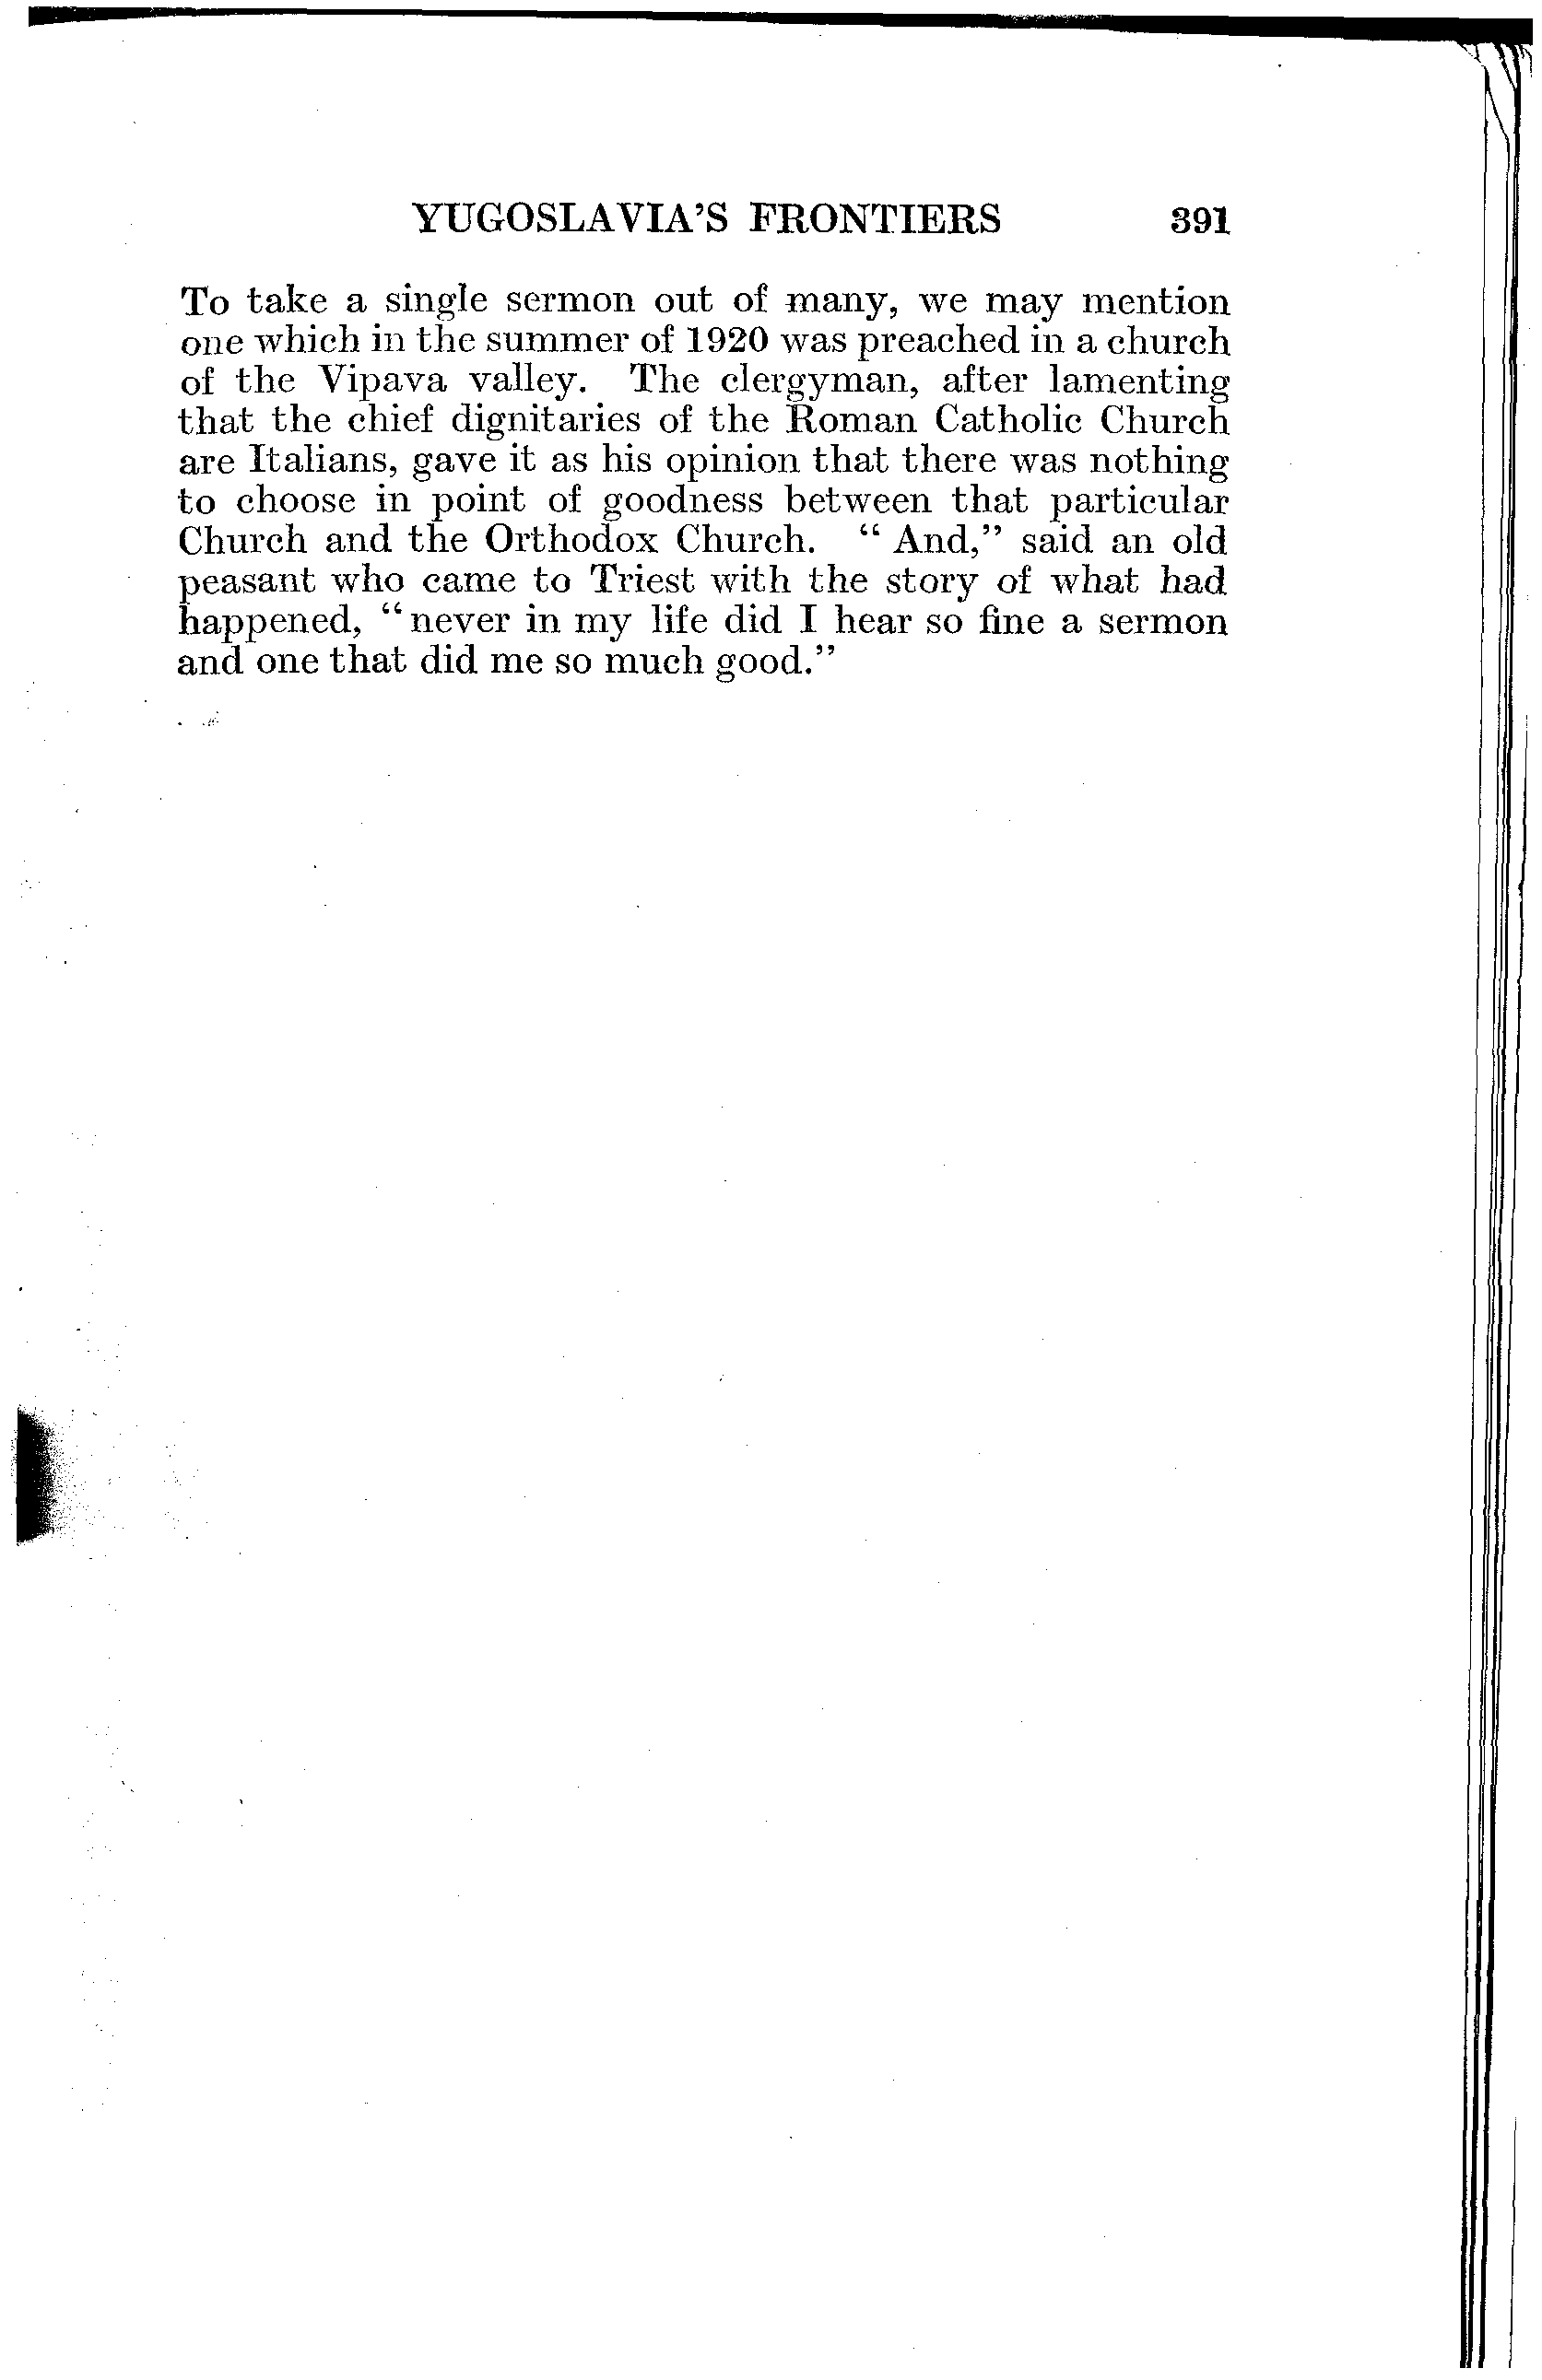 YUGOSLAVIA'S FRONTIERS 391
To take a single sermon out of many, we may mention
one which in the summer of 1920 was preached in a church
of the Vipava valley. The clergyman, after lamenting
that the chief dignitaries of the Roman Catholic Church
are Italians, gave it as his opinion that there was nothing
to choose in point of goodness between that particular
Church and the Orthodox Church. “ And,” said an old
peasant who came to Triest with the story of what had
happened, “ never in my life did I hear so fine a sermon
and one that did me so much good.”